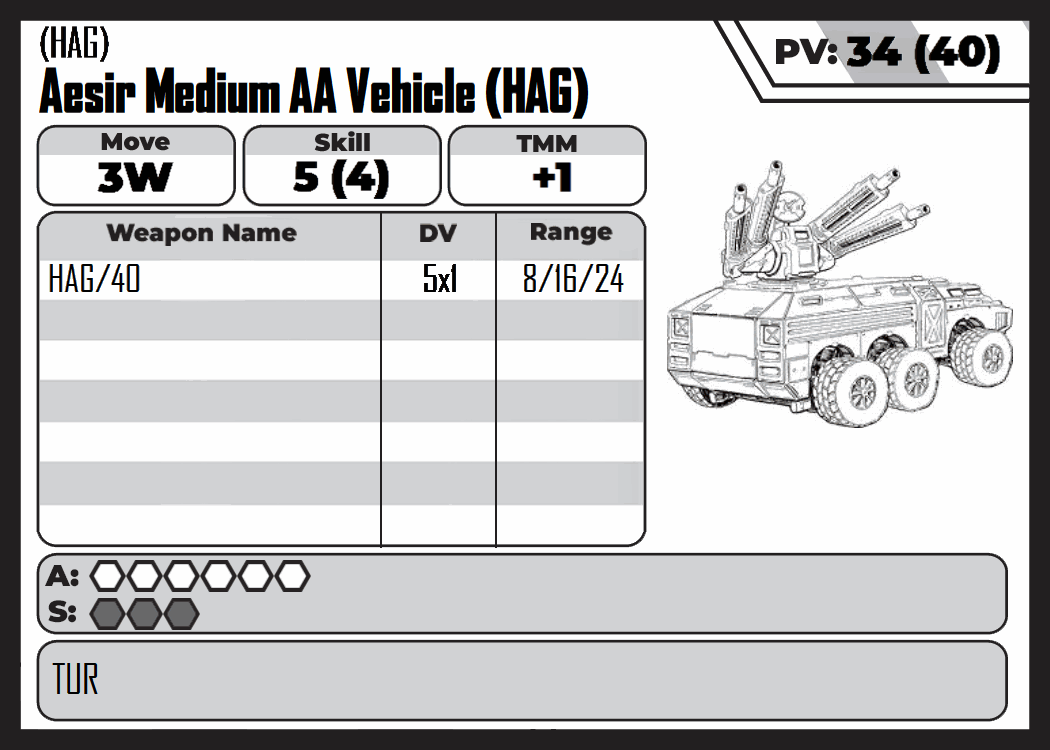 (HAG)
Aesir Medium AA Vehicle (HAG)
PV: 34 (40)
Move
3W
Skill
5 (4)
TMM
+1
Weapon Name DV Range
HAG/40 5x1 8/16/24
A:
S:
TUR